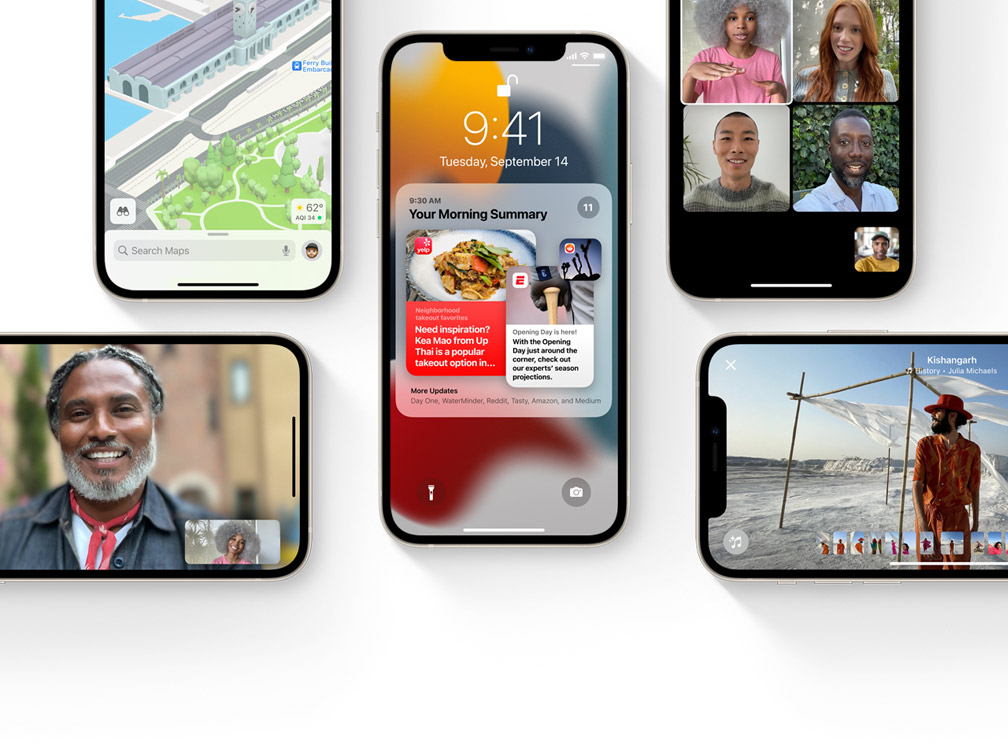 Ferry Buil
Embarca
62°
AQI 34
Search Maps
9:41
Tuesday, September 14
9:30 AM
Your Morning Summary
11
yelp
Neighborhood
takeout favorites
Need inspiration?
Kea Mao from Up
Thai is a popular
takeout option in...
E
Opening Day is here!
With the Opening
Day just around the
corner, check out
our experts' season
projections.
More Updates
Day One, WaterMinder, Reddit, Tasty, Amazon, and Medium
Kishangarh
History • Julia Michaels